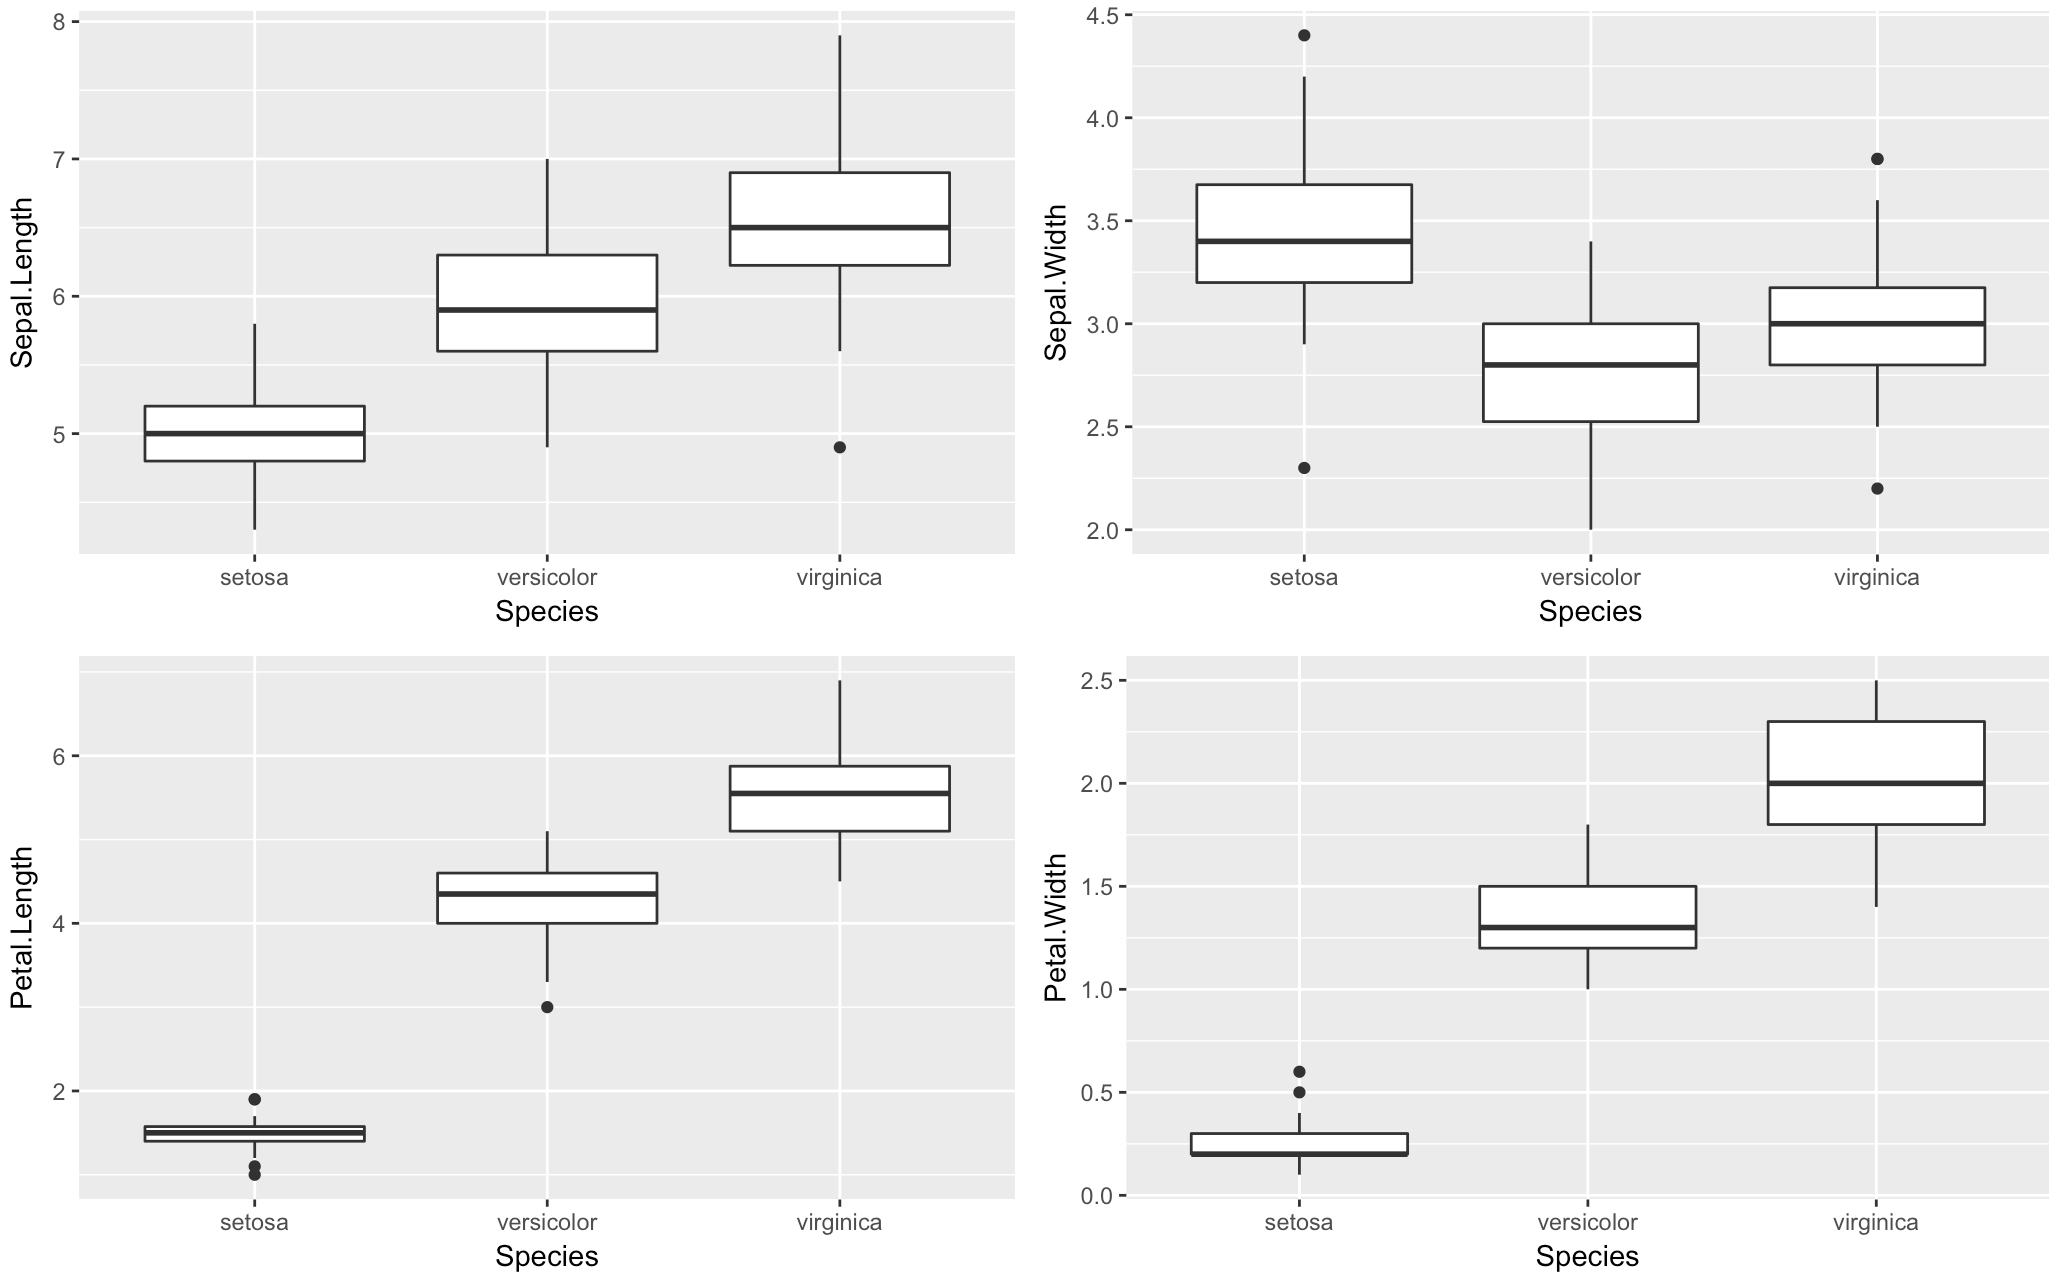 Sepal.Length
8
7
6
5
setosa versicolor virginica
Species
Sepal.Width
4.5
4.0
3.5
3.0
2.5
2.0
setosa versicolor virginica
Species
Petal.Length
6
4
2
setosa versicolor virginica
Species
Petal.Width
2.5
2.0
1.5
1.0
0.5
0.0
setosa versicolor virginica
Species